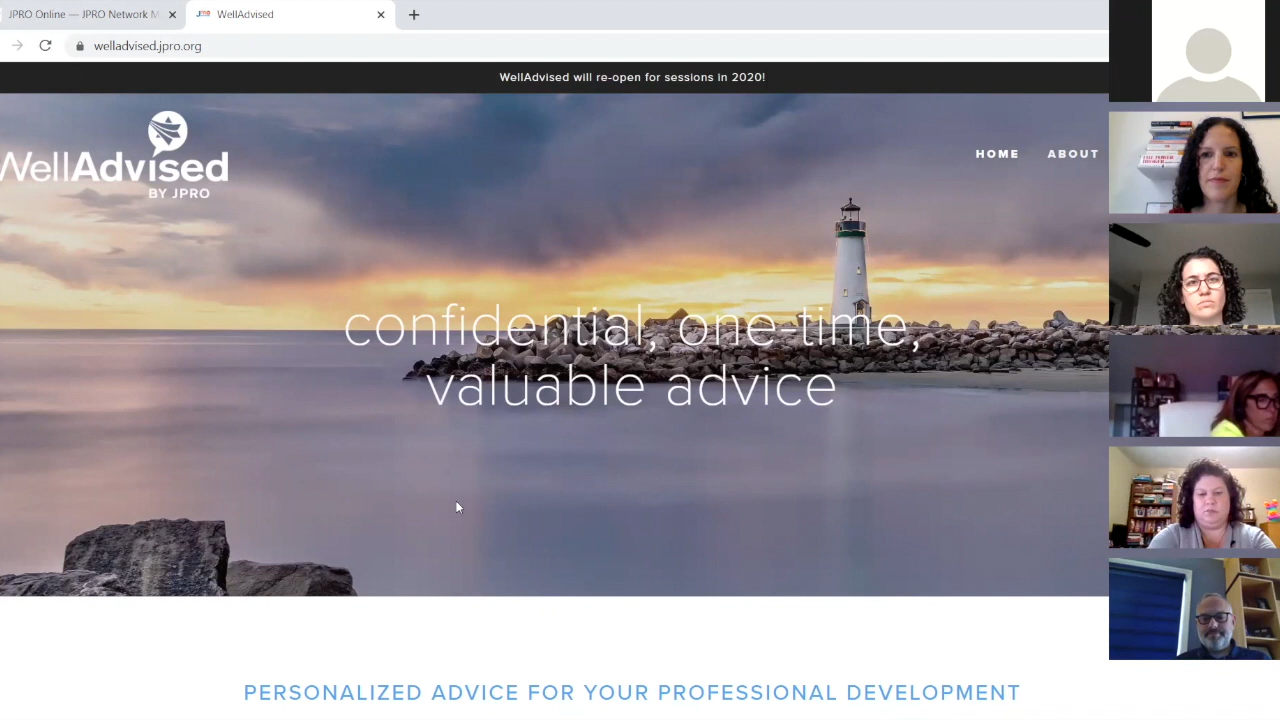 JPRO Online — JPRO Network M
WellAdvised
welladvised.jpro.org
WellAdvised will re-open for sessions in 2020!
WellAdvised
BY JPRO
HOME ABOUT
confidential, one-time,
valuable advice
PERSONALIZED ADVICE FOR YOUR PROFESSIONAL DEVELOPMENT